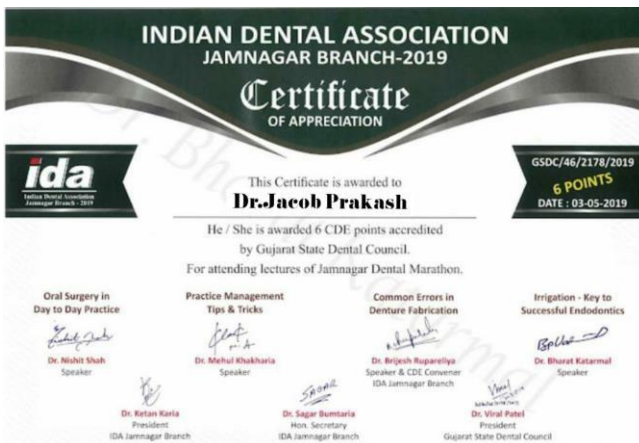 INDIAN DENTAL ASSOCIATION
JAMNAGAR BRANCH-2019
Certificate
OF APPRECIATION
ida
Indian Dental Association
Jamnagar Branch - 2019
GSDC/46/2178/2019
6 POINTS
DATE : 03-05-2019
This Certificate is awarded to
Dr.Jacob Prakash
He / She is awarded 6 CDE points accredited
by Gujarat State Dental Council.
For attending lectures of Jamnagar Dental Marathon.
Oral Surgery in
Day to Day Practice
Dr. Nishit Shah
Speaker
Practice Management
Tips & Tricks
Dr. Mehul Khakharia
Speaker
Common Errors in
Denture Fabrication
Dr. Brijesh Rupareliya
Speaker & CDE Convener
IDA Jamnagar Branch
Irrigation - Key to
Successful Endodontics
Dr. Bharat Katarmal
Speaker
Dr. Ketan Karia
President
IDA Jamnagar Branch
SAGAR
Dr. Sagar Bumtaria
Hon. Secretary
IDA Jamnagar Branch
Dr. Viral Patel
President
Gujarat State Dental Council